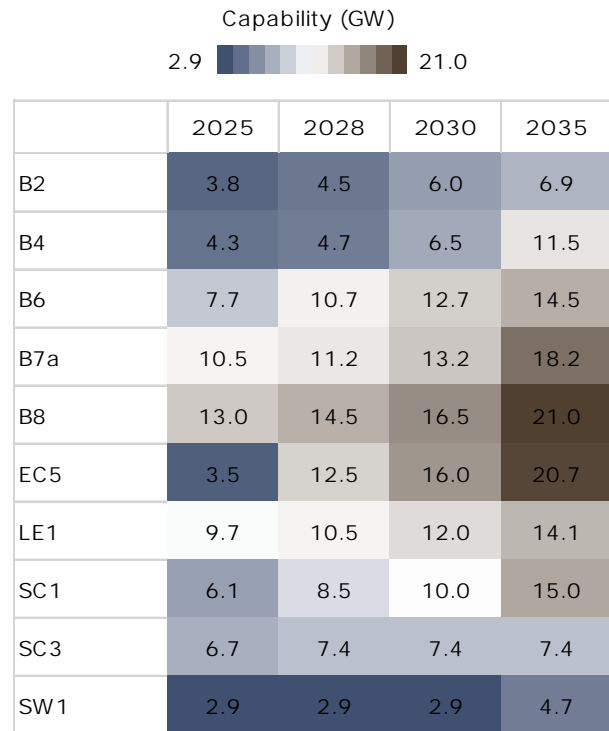 Capability (GW)
2.9 21.0
2025 2028 2030 2035
B2 3.8 4.5 6.0 6.9
B4 4.3 4.7 6.5 11.5
B6 7.7 10.7 12.7 14.5
B7a 10.5 11.2 13.2 18.2
B8 13.0 14.5 16.5 21.0
EC5 3.5 12.5 16.0 20.7
LE1 9.7 10.5 12.0 14.1
SC1 6.1 8.5 10.0 15.0
SC3 6.7 7.4 7.4 7.4
SW1 2.9 2.9 2.9 4.7